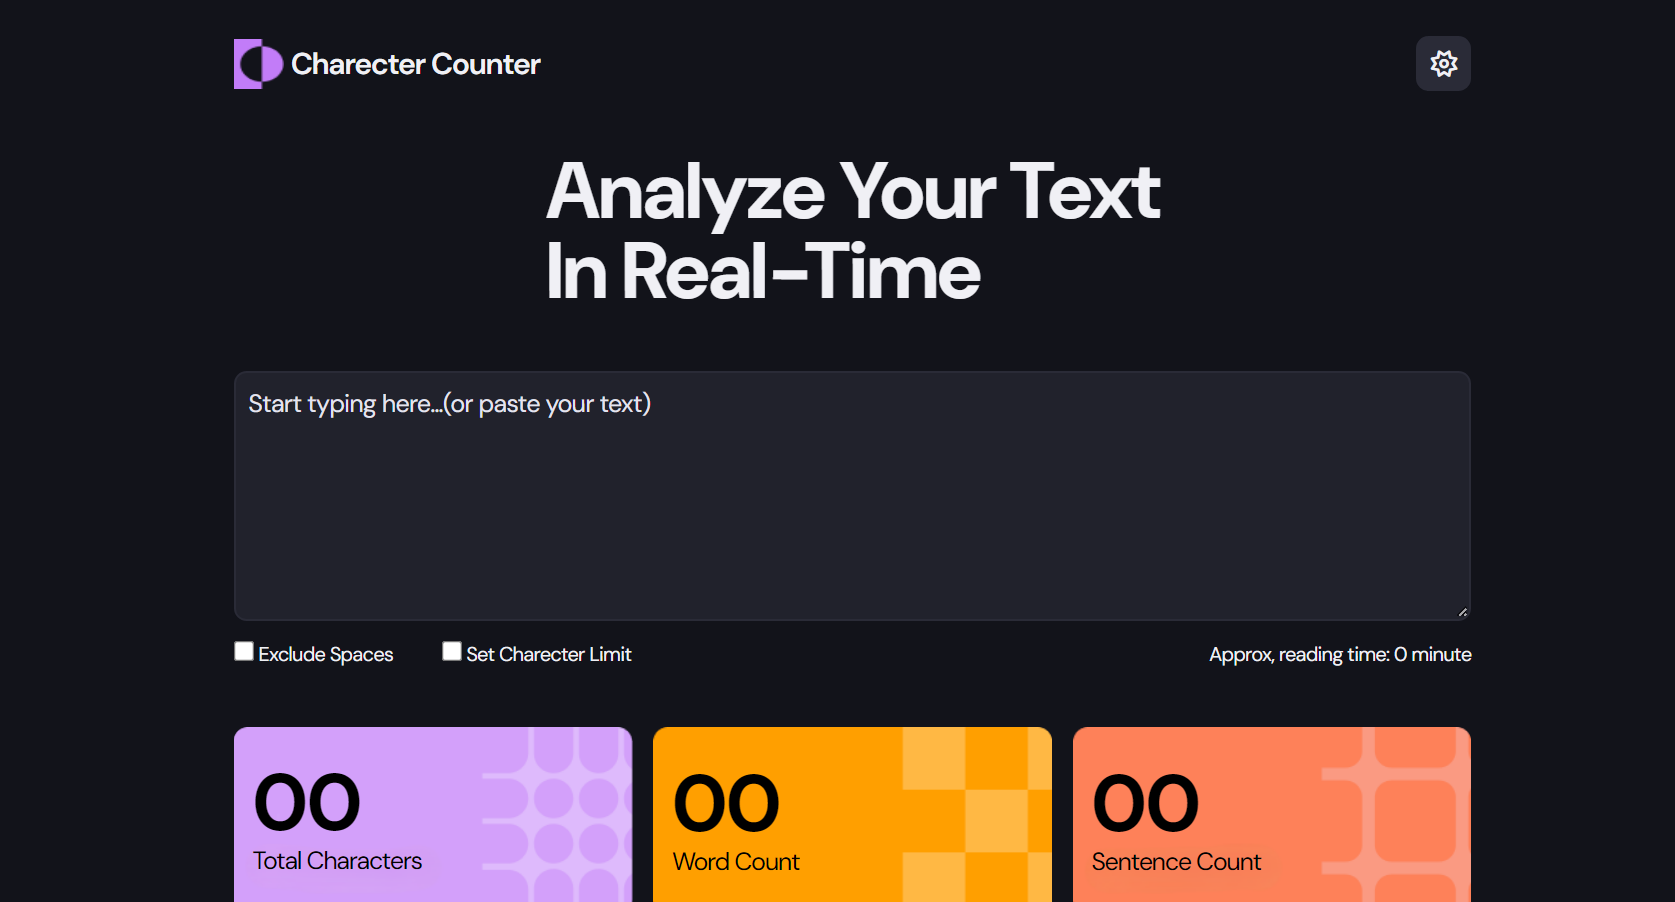 Charecter Counter
Analyze Your Text
In Real-Time
Start typing here...(or paste your text)
Exclude Spaces
Set Charecter Limit
Approx, reading time: 0 minute
00
Total Characters
00
Word Count
00
Sentence Count